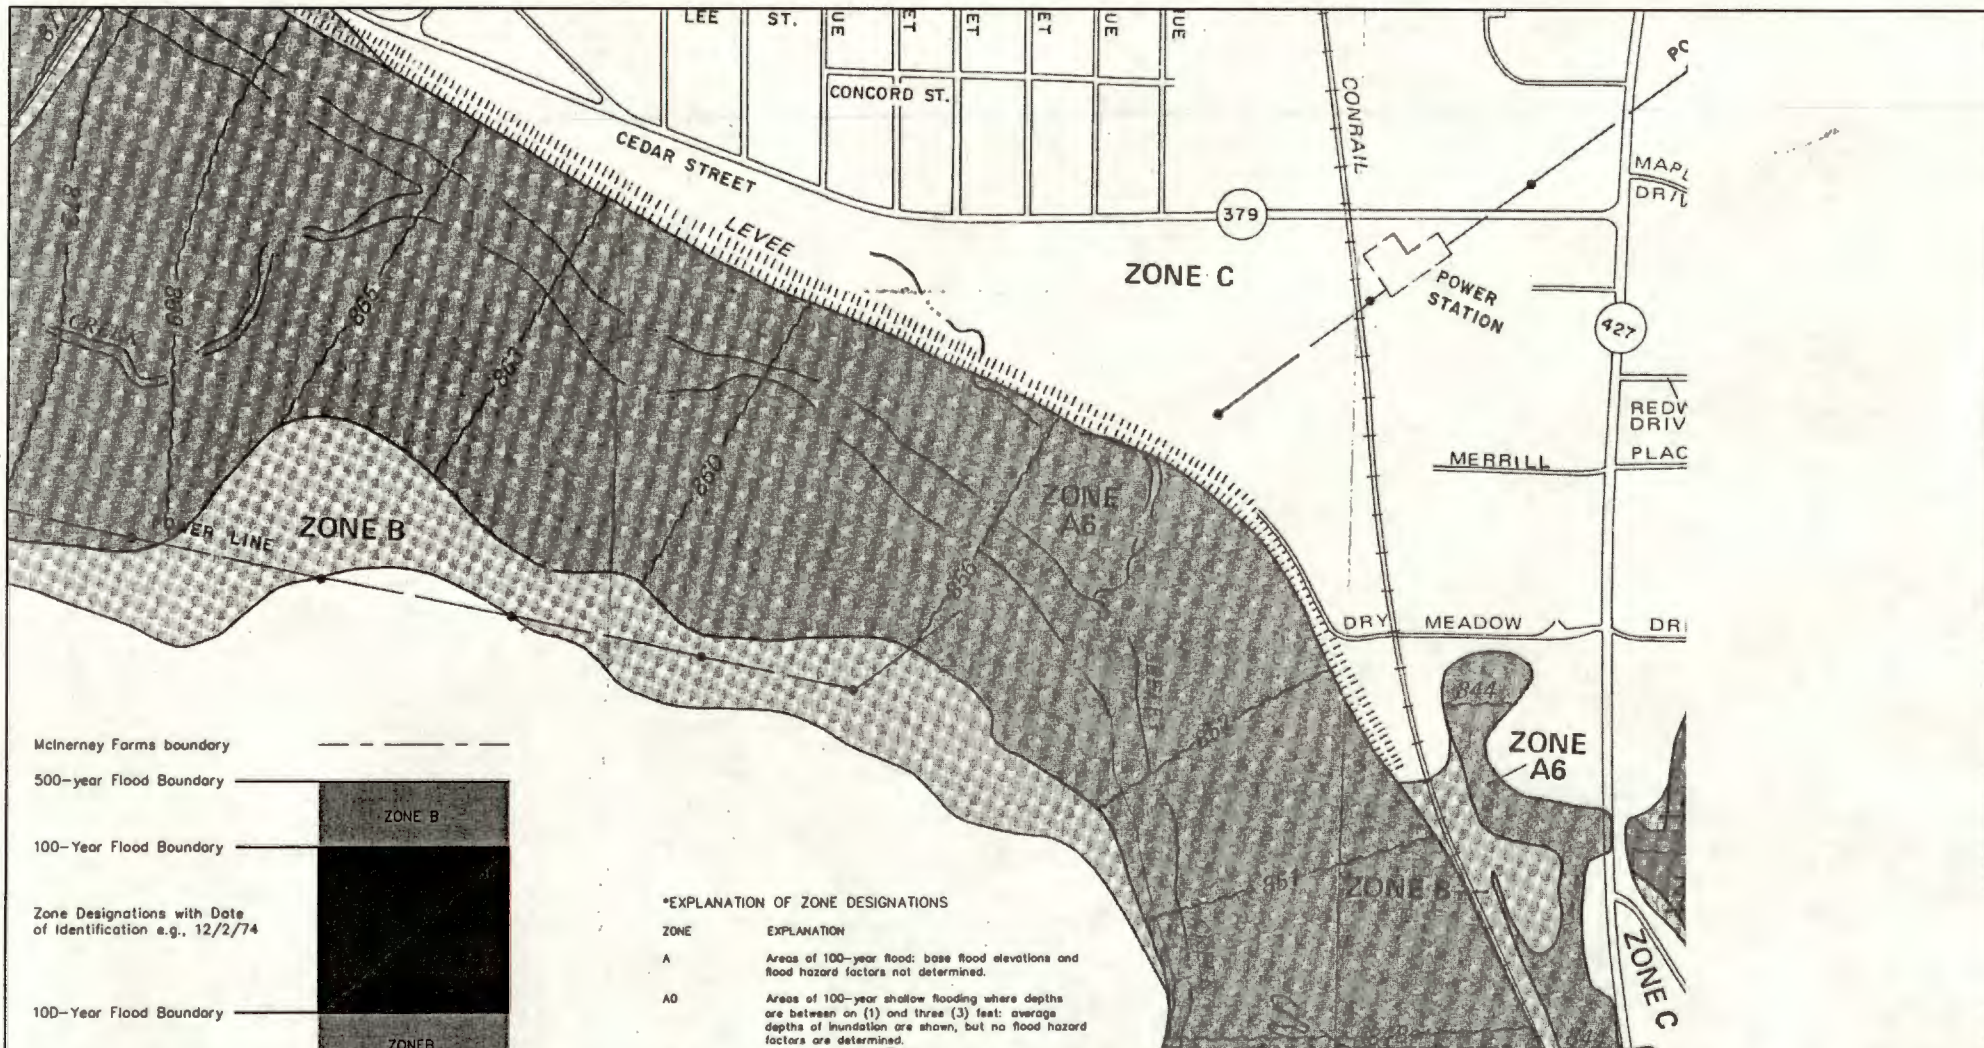 LEE
ST.
UE
ET
ET
ET
UE
UE
CONCORD ST.
CEDAR STREET
LEVEE
CONRAIL
PO
MAPL
DRIV
379
ZONE C
POWER
STATION
427
REDW
DRIV
MERRILL
PLAC
873
869
865
863
860
856
CREEK
ZONE
A6
POWER LINE
ZONE B
DRY MEADOW DRI
844
ZONE
A6
851
ZONE B
ZONE C
McInerney Farms boundary
500-year Flood Boundary
ZONE B
100-Year Flood Boundary
Zone Designations with Date
of Identification e.g., 12/2/74
100-Year Flood Boundary
ZONEB
*EXPLANATION OF ZONE DESIGNATIONS
ZONE EXPLANATION
A Areas of 100-year flood: base flood elevations and
flood hazard factors not determined.
AO Areas of 100-year shallow flooding where depths
are between on (1) and three (3) feet: average
depths of inundation are shown, but no flood hazard
factors are determined.